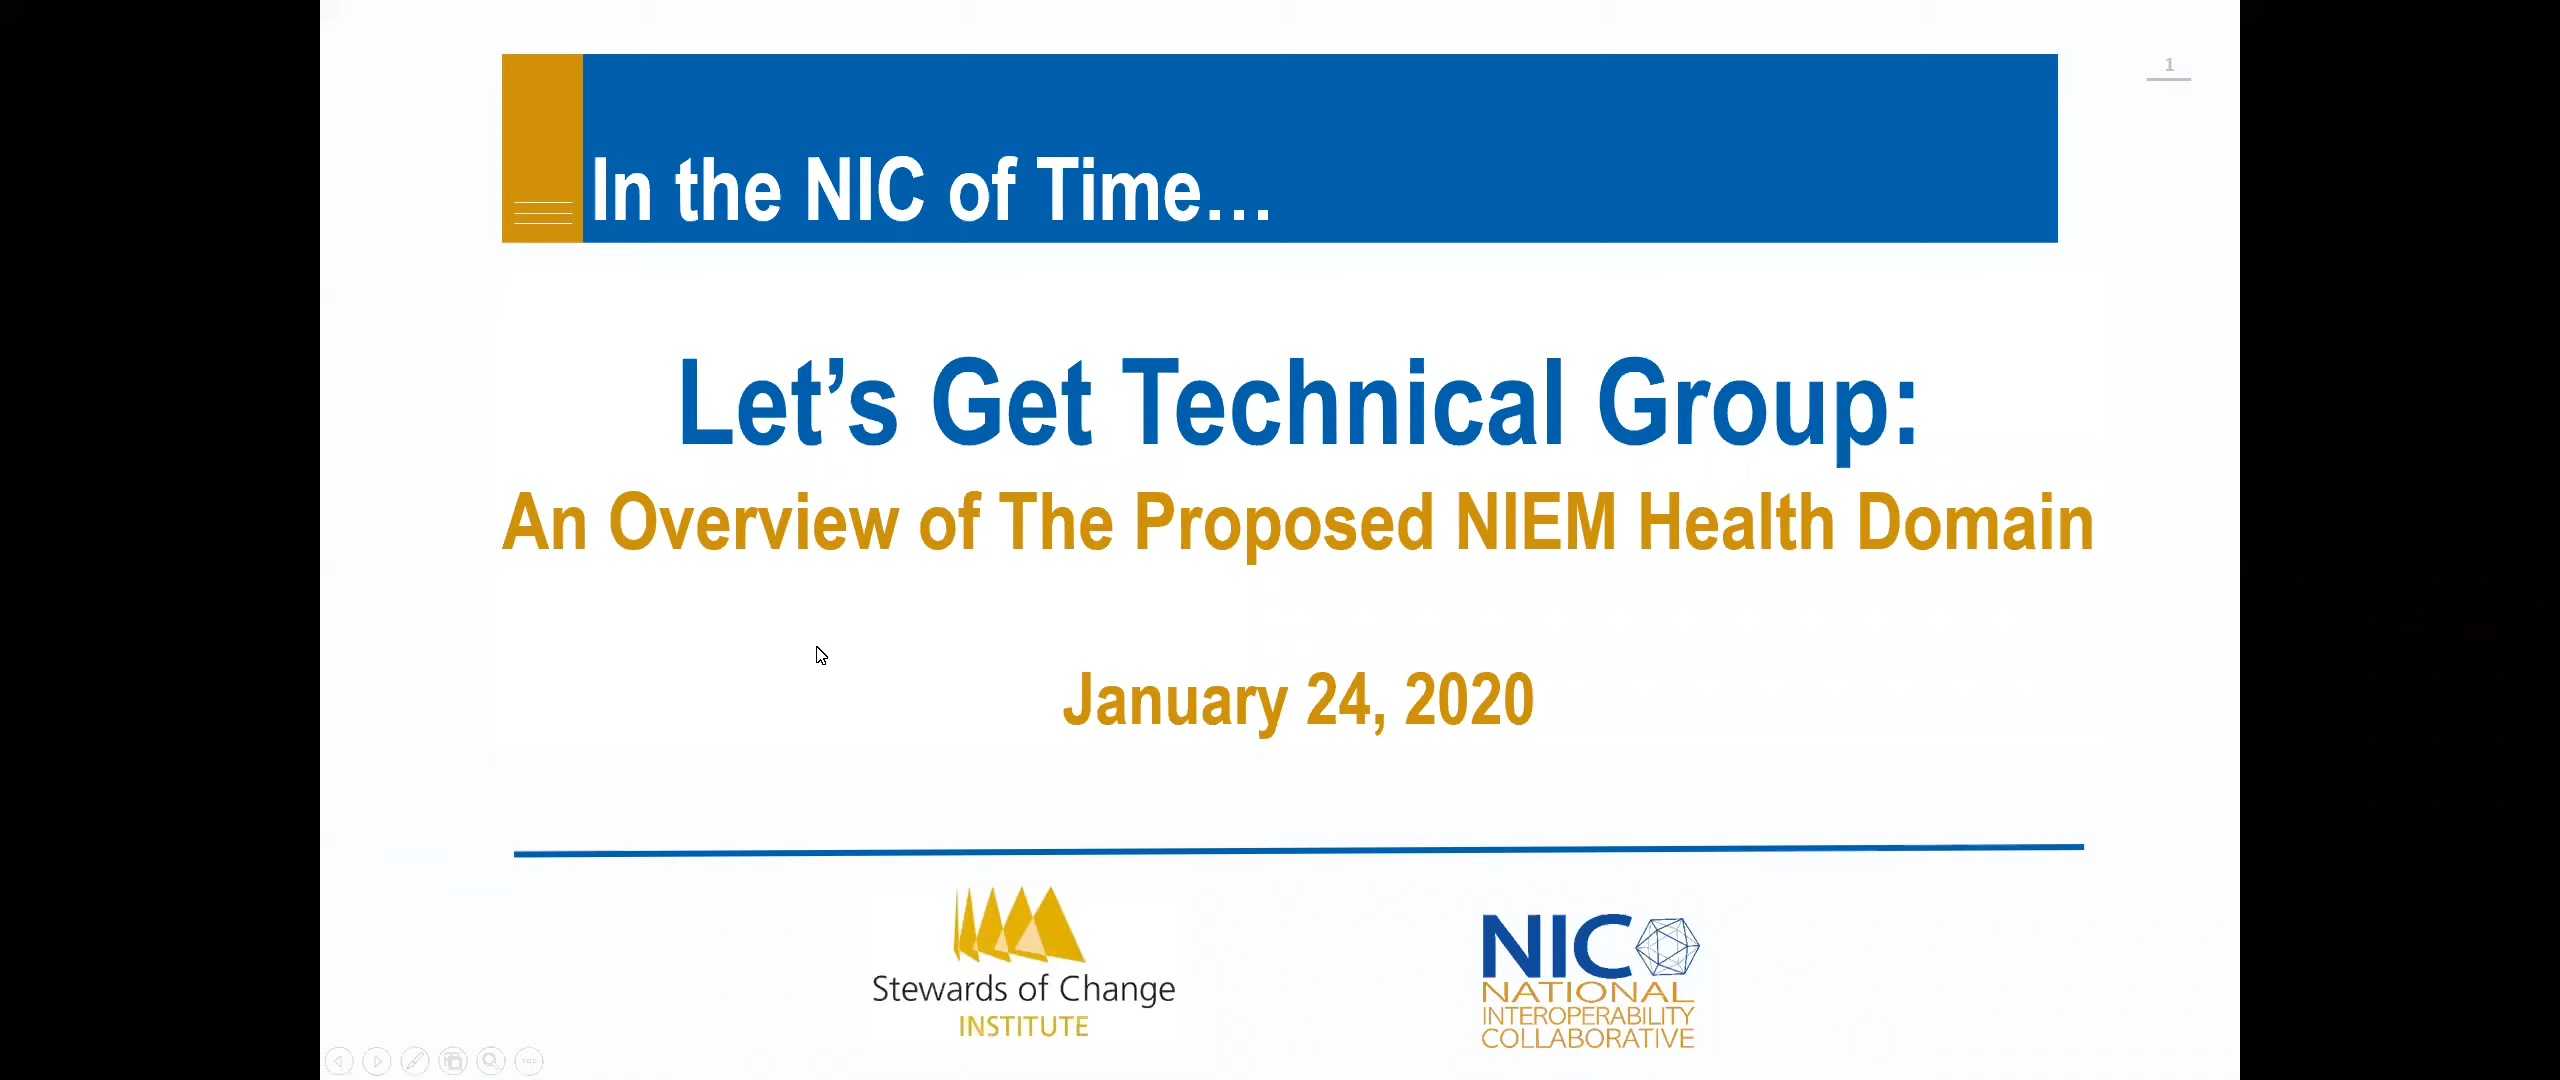 1
In the NIC of Time…
Let’s Get Technical Group:
An Overview of The Proposed NIEM Health Domain
January 24, 2020
Stewards of Change
INSTITUTE
NIC
NATIONAL
INTEROPERABILITY
COLLABORATIVE